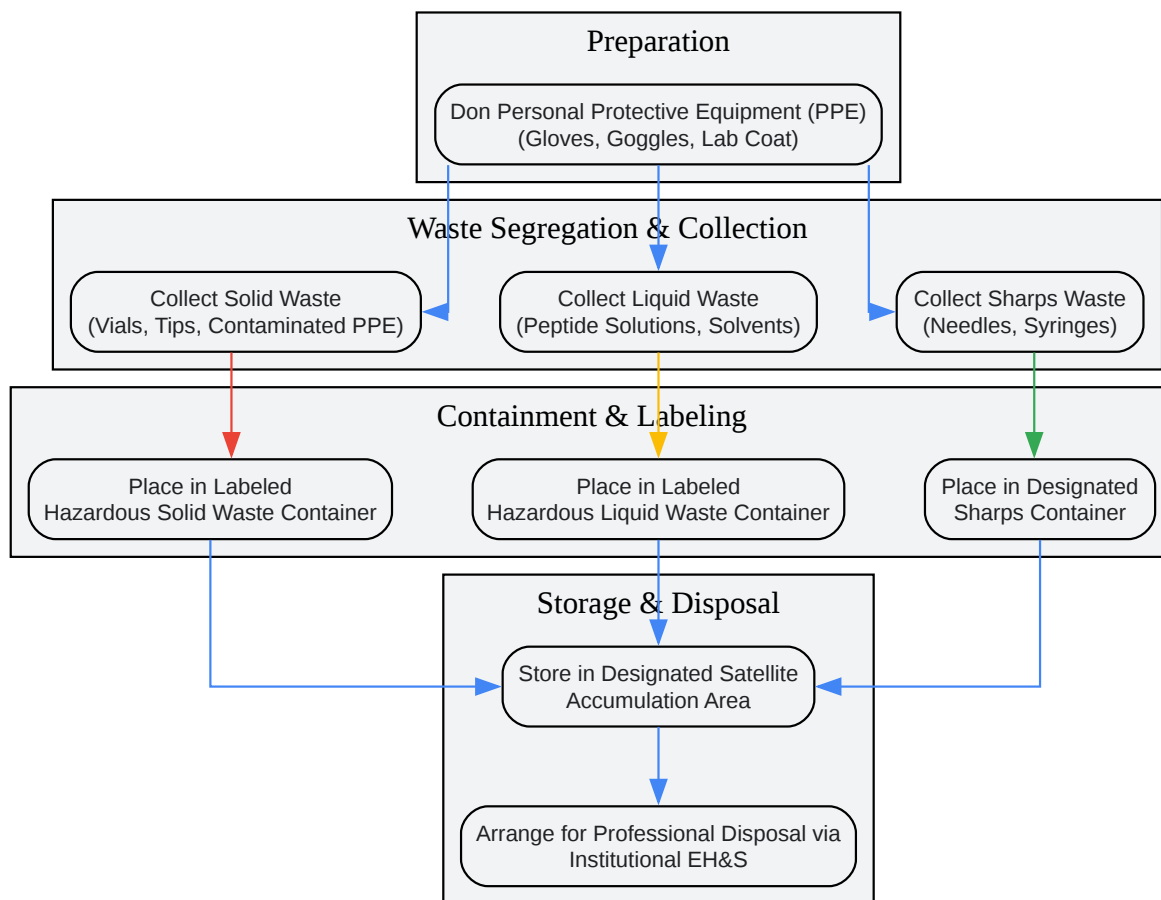 Preparation
Don Personal Protective Equipment (PPE)
(Gloves, Goggles, Lab Coat)
Waste Segregation & Collection
Collect Solid Waste
(Vials, Tips, Contaminated PPE)
Collect Liquid Waste
(Peptide Solutions, Solvents)
Collect Sharps Waste
(Needles, Syringes)
Containment & Labeling
Place in Labeled
Hazardous Solid Waste Container
Place in Labeled
Hazardous Liquid Waste Container
Place in Designated
Sharps Container
Storage & Disposal
Store in Designated Satellite
Accumulation Area
Arrange for Professional Disposal via
Institutional EH&S